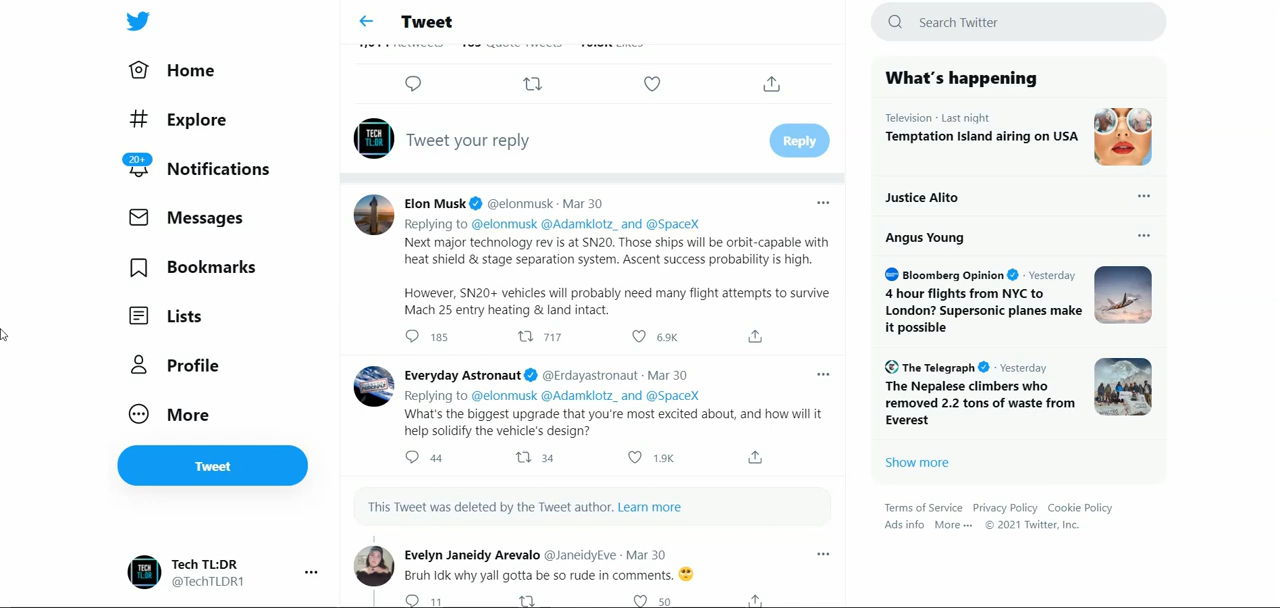 Home
Explore
20+
Notifications
Messages
Bookmarks
Lists
Profile
More
Tweet
Tech TL:DR
@TechTLDR1
Tweet
Retweets Quote Tweets Likes
TECH
TL:DR
Tweet your reply
Reply
Elon Musk @elonmusk · Mar 30
Replying to @elonmusk @Adamklotz_ and @SpaceX
Next major technology rev is at SN20. Those ships will be orbit-capable with
heat shield & stage separation system. Ascent success probability is high.
However, SN20+ vehicles will probably need many flight attempts to survive
Mach 25 entry heating & land intact.
185 717 6.9K
Everyday Astronaut @Erdayastronaut · Mar 30
Replying to @elonmusk @Adamklotz_ and @SpaceX
What's the biggest upgrade that you're most excited about, and how will it
help solidify the vehicle's design?
44 34 1.9K
This Tweet was deleted by the Tweet author. Learn more
Evelyn Janeidy Arevalo @JaneidyEve · Mar 30
Bruh Idk why yall gotta be so rude in comments.
11 50
Search Twitter
What's happening
Television · Last night
Temptation Island airing on USA
Justice Alito
Angus Young
Bloomberg Opinion · Yesterday
4 hour flights from NYC to
London? Supersonic planes make
it possible
The Telegraph · Yesterday
The Nepalese climbers who
removed 2.2 tons of waste from
Everest
Show more
Terms of Service Privacy Policy Cookie Policy
Ads info More ··· © 2021 Twitter, Inc.